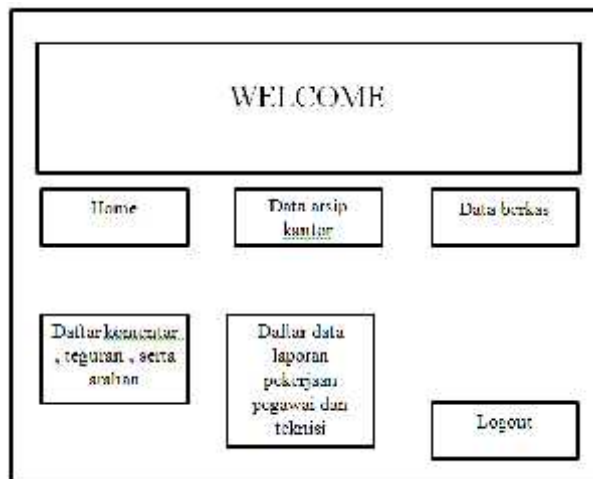 WELCOME
Home
Data arsip
kantor
Data berkas
Daftar komentar
, teguran , serta
arahan
Daftar data
laporan
pekerjaan
pegawai dan
teknisi
Logout